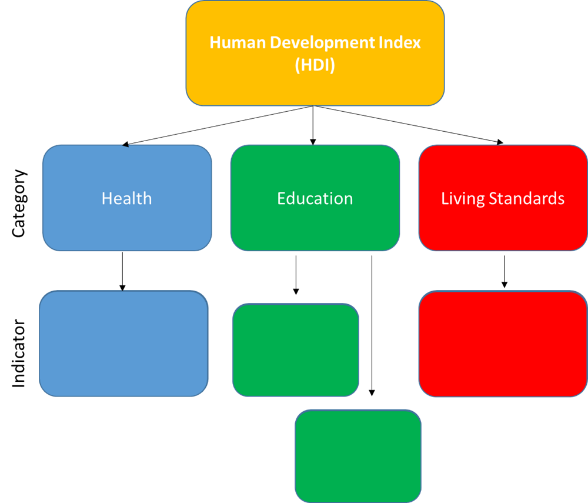 Human Development Index
(HDI)
Category
Health
Education
Living Standards
Indicator